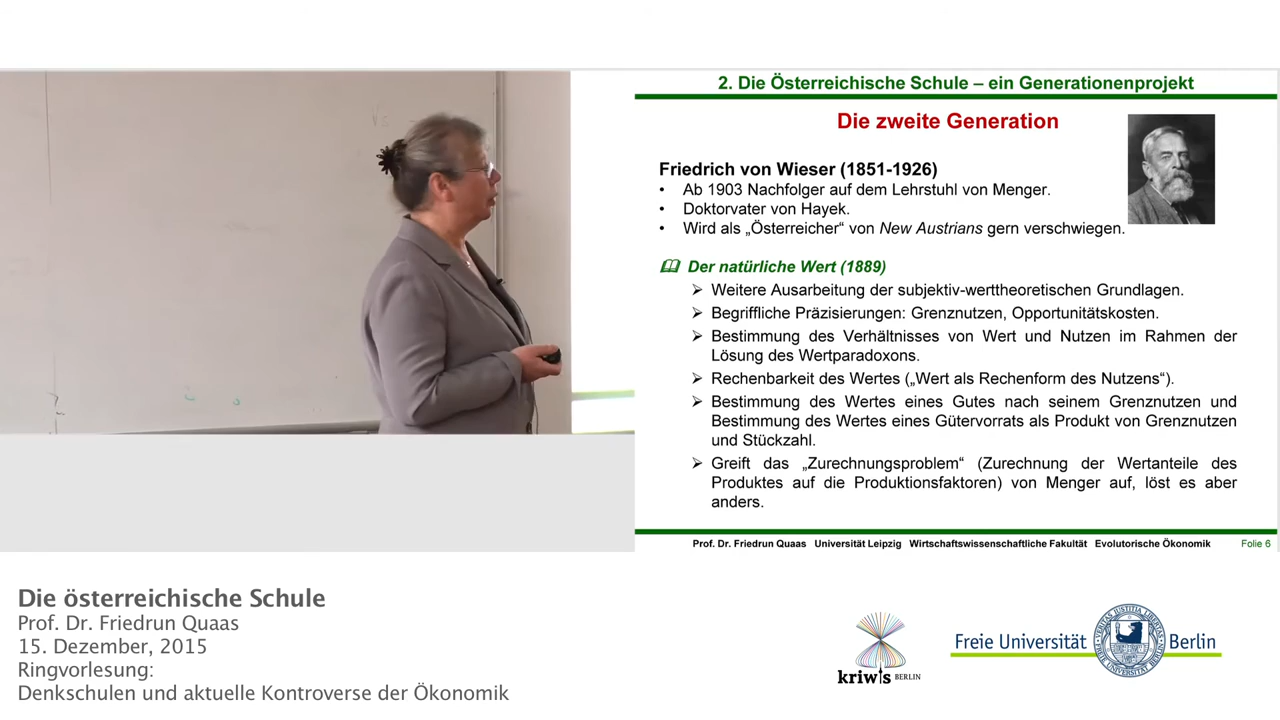 2. Die Österreichische Schule – ein Generationenprojekt
Die zweite Generation
Friedrich von Wieser (1851-1926)
• Ab 1903 Nachfolger auf dem Lehrstuhl von Menger.
• Doktorvater von Hayek.
• Wird als „Österreicher“ von New Austrians gern verschwiegen.
Der natürliche Wert (1889)
➢ Weitere Ausarbeitung der subjektiv-werttheoretischen Grundlagen.
➢ Begriffliche Präzisierungen: Grenznutzen, Opportunitätskosten.
➢ Bestimmung des Verhältnisses von Wert und Nutzen im Rahmen der
Lösung des Wertparadoxons.
➢ Rechenbarkeit des Wertes („Wert als Rechenform des Nutzens“).
➢ Bestimmung des Wertes eines Gutes nach seinem Grenznutzen und
Bestimmung des Wertes eines Gütervorrats als Produkt von Grenznutzen
und Stückzahl.
➢ Greift das „Zurechnungsproblem“ (Zurechnung der Wertanteile des
Produktes auf die Produktionsfaktoren) von Menger auf, löst es aber
anders.
Prof. Dr. Friedrun Quaas Universität Leipzig Wirtschaftswissenschaftliche Fakultät Evolutorische Ökonomik Folie 6
Die österreichische Schule
Prof. Dr. Friedrun Quaas
15. Dezember, 2015
Ringvorlesung:
Denkschulen und aktuelle Kontroverse der Ökonomik
kriwis BERLIN
Freie Universität Berlin